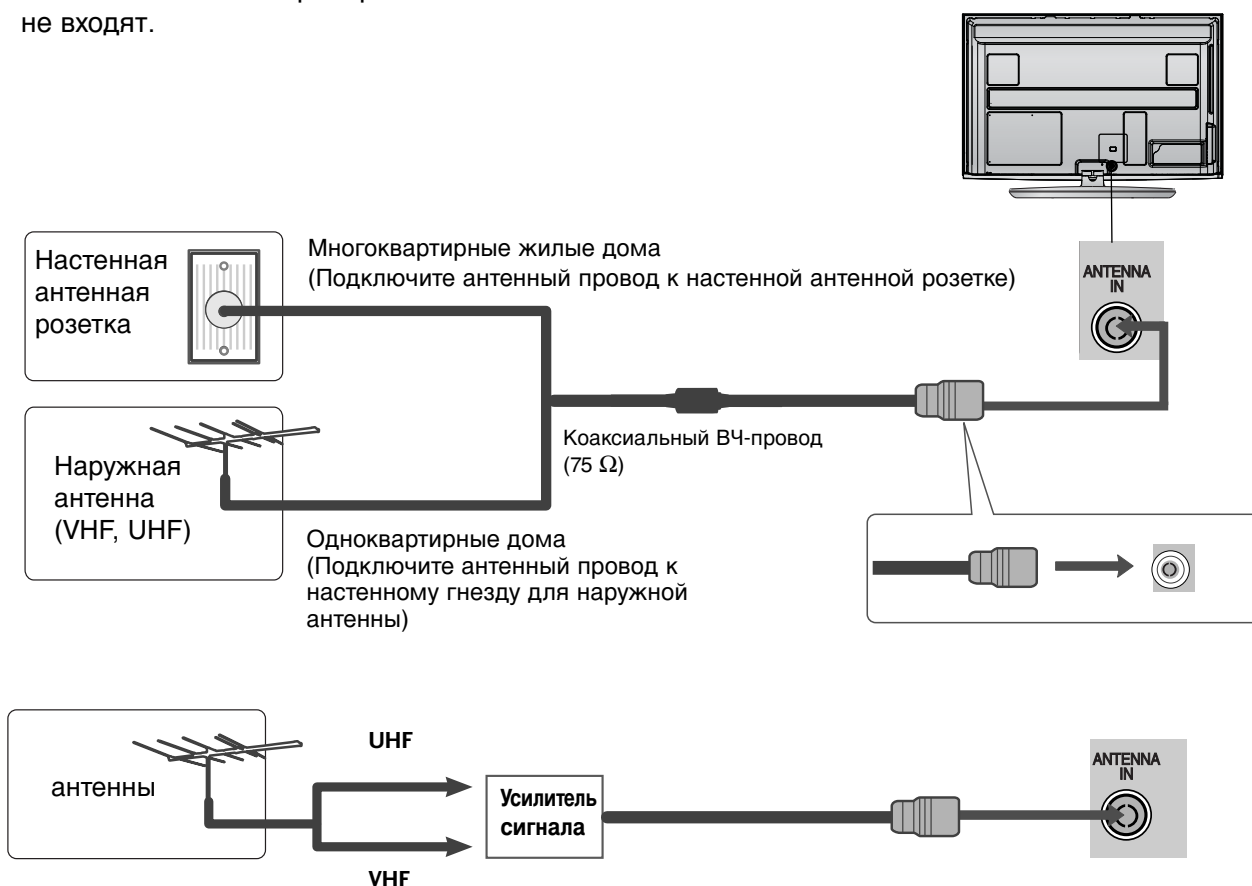 не входят.
Настенная
антенная
розетка
Многоквартирные жилые дома
(Подключите антенный провод к настенной антенной розетке)
ANTENNA
IN
Наружная
антенна
(VHF, UHF)
Коаксиальный ВЧ-провод
(75 Ω)
Одноквартирные дома
(Подключите антенный провод к
настенному гнезду для наружной
антенны)
антенны
UHF
VHF
Усилитель
сигнала
ANTENNA
IN